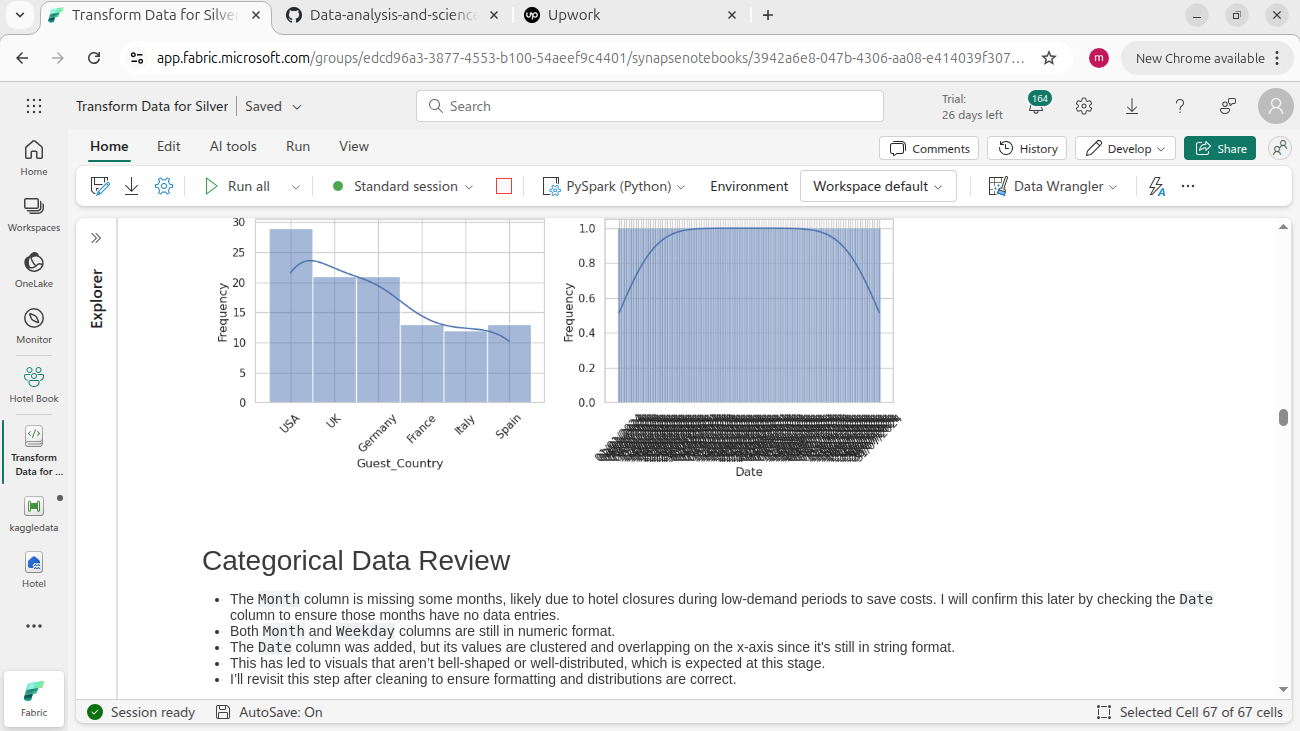 Transform Data for Silver
Data-analysis-and-science
Upwork
app.fabric.microsoft.com/groups/edcd96a3-3877-4553-b100-54aeef9c4401/synapsenotebooks/3942a6e8-047b-4306-aa08-e414039f307...
m
New Chrome available
Transform Data for Silver
Saved
Search
Trial:
26 days left
164
Home
Edit
AI tools
Run
View
Comments
History
Develop
Share
Run all
Standard session
PySpark (Python)
Environment
Workspace default
Data Wrangler
Home
Workspaces
OneLake
Monitor
Hotel Book
Transform
Data for ...
kaggledata
Hotel
Fabric
Explorer
Frequency
30
25
20
15
10
5
0
USA
UK
Germany
France
Italy
Spain
Guest_Country
Frequency
1.0
0.8
0.6
0.4
0.2
0.0
Date
Categorical Data Review
• The Month column is missing some months, likely due to hotel closures during low-demand periods to save costs. I will confirm this later by checking the Date
column to ensure those months have no data entries.
• Both Month and Weekday columns are still in numeric format.
• The Date column was added, but its values are clustered and overlapping on the x-axis since it's still in string format.
• This has led to visuals that aren't bell-shaped or well-distributed, which is expected at this stage.
• I'll revisit this step after cleaning to ensure formatting and distributions are correct.
Session ready
AutoSave: On
Selected Cell 67 of 67 cells